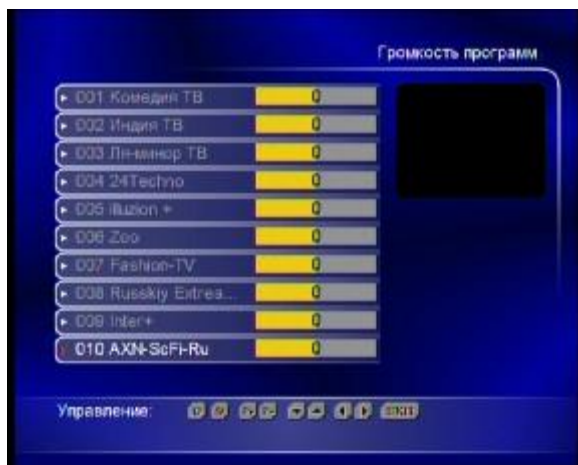 Громкость программ
001 Комедия ТВ 0
002 Индия ТВ 0
003 Ля-минор ТВ 0
004 24Techno 0
005 illuzion + 0
006 Zoo 0
007 Fashion-TV 0
008 Russkiy Extrea... 0
009 Inter+ 0
010 AXN-SciFi-Ru 0
Управление: EXIT